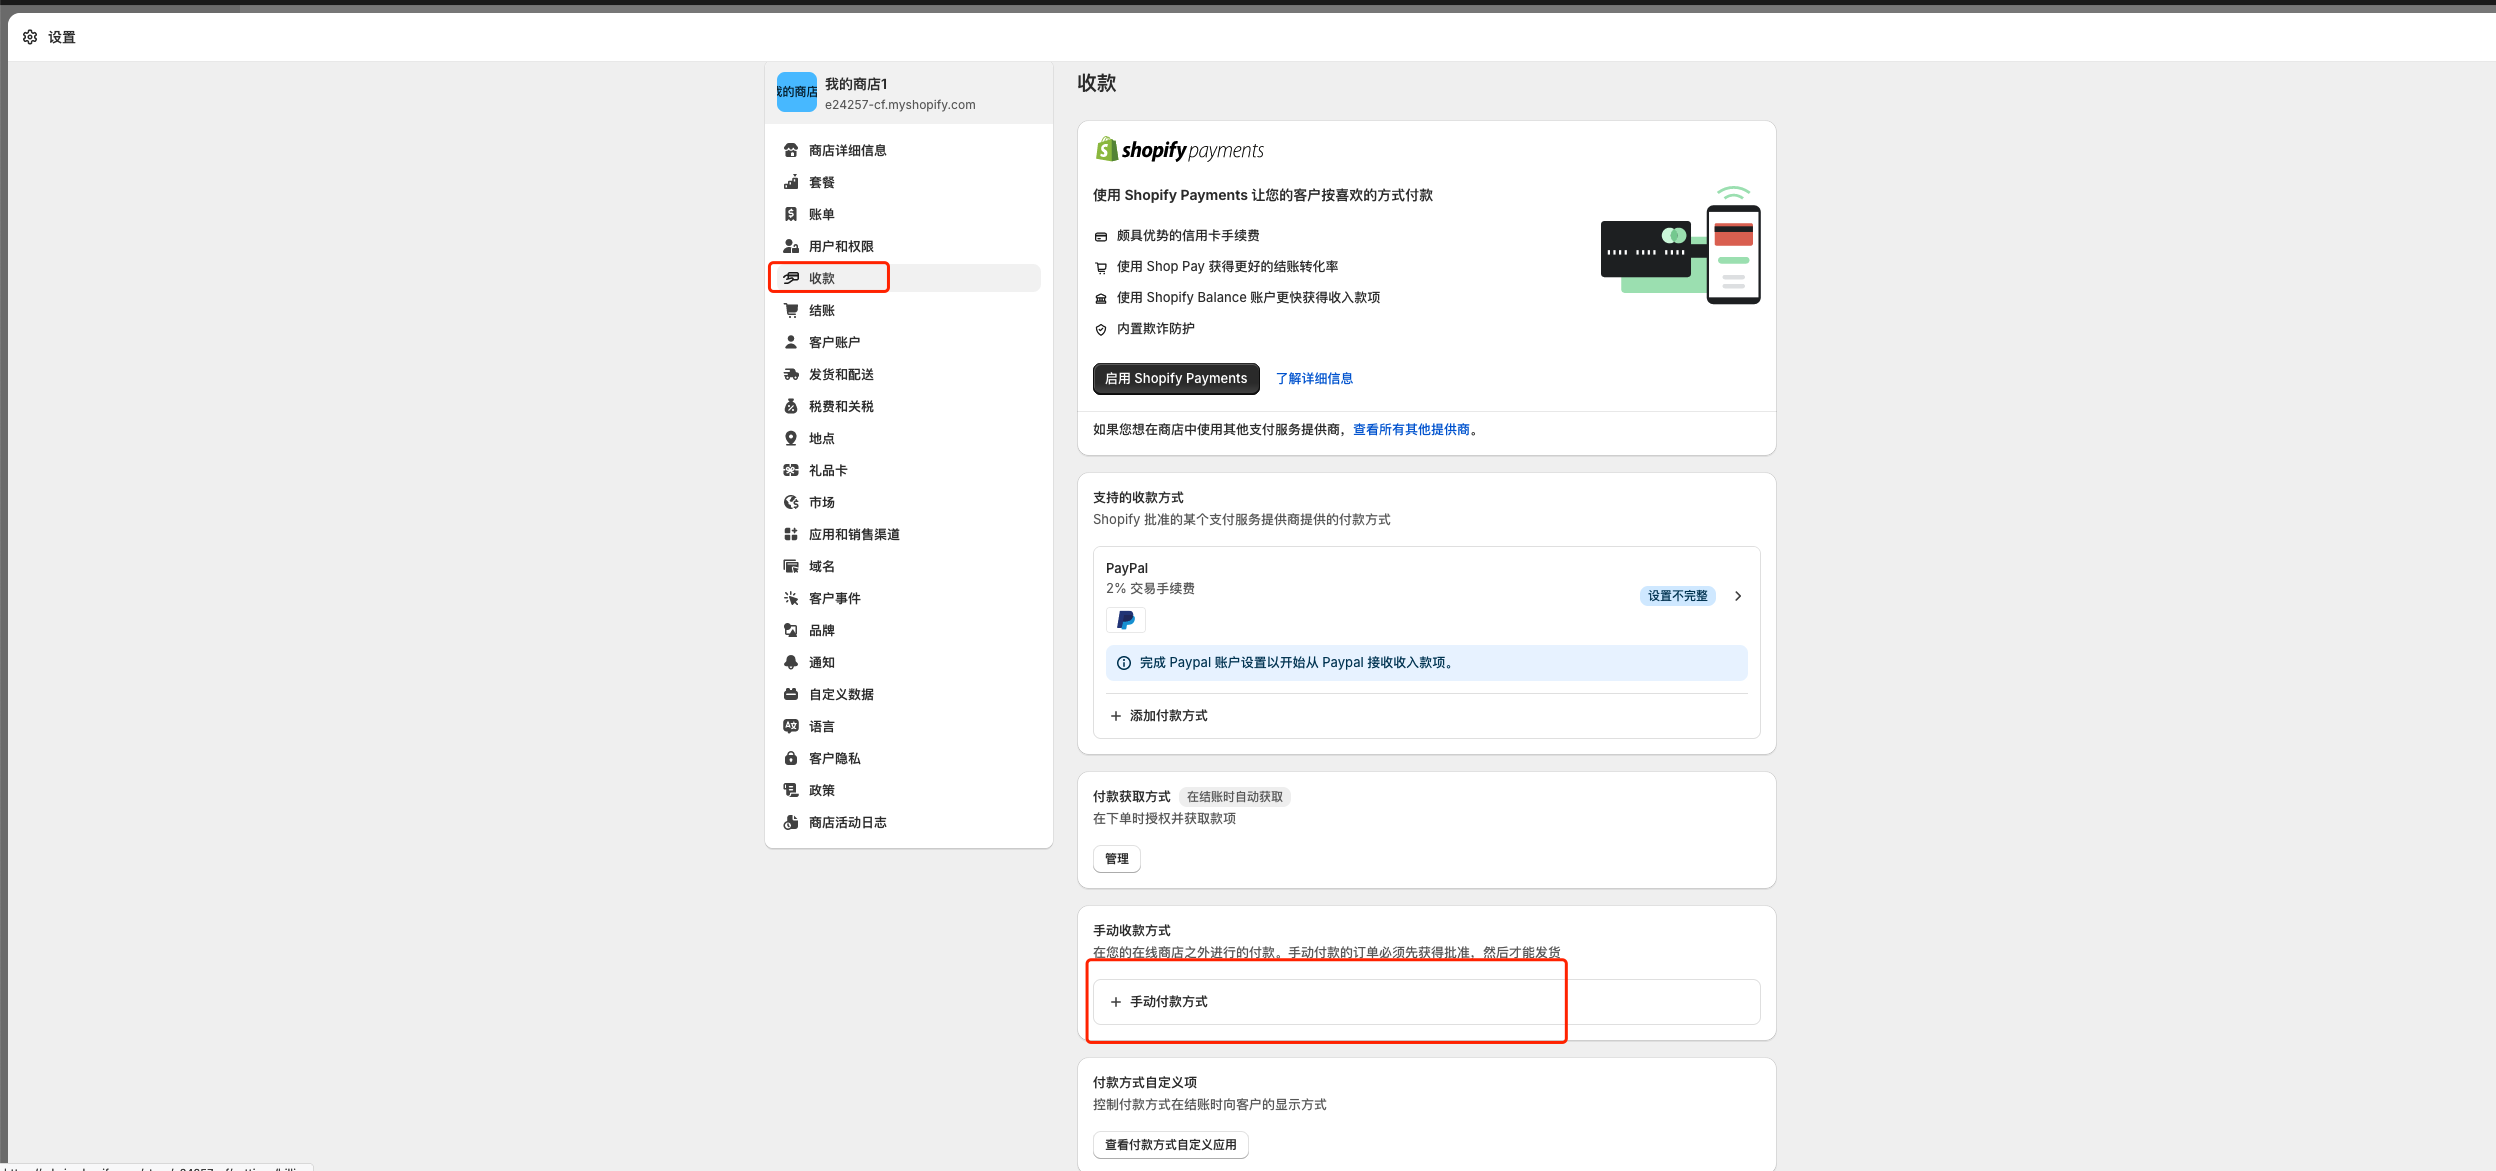 设置
我的商店
我的商店1
e24257-cf.myshopify.com
商店详细信息
套餐
账单
用户和权限
收款
结账
客户账户
发货和配送
税费和关税
地点
礼品卡
市场
应用和销售渠道
域名
客户事件
品牌
通知
自定义数据
语言
客户隐私
政策
商店活动日志
收款
shopify payments
使用 Shopify Payments 让您的客户按喜欢的方式付款
颇具优势的信用卡手续费
使用 Shop Pay 获得更好的结账转化率
使用 Shopify Balance 账户更快获得收入款项
内置欺诈防护
启用 Shopify Payments 了解详细信息
如果您想在商店中使用其他支付服务提供商，查看所有其他提供商。
支持的收款方式
Shopify 批准的某个支付服务提供商提供的付款方式
PayPal
2% 交易手续费
设置不完整
完成 Paypal 账户设置以开始从 Paypal 接收收入款项。
添加付款方式
付款获取方式 在结账时自动获取
在下单时授权并获取款项
管理
手动收款方式
在您的在线商店之外进行的付款。手动付款的订单必须先获得批准，然后才能发货
手动付款方式
付款方式自定义项
控制付款方式在结账时向客户的显示方式
查看付款方式自定义应用